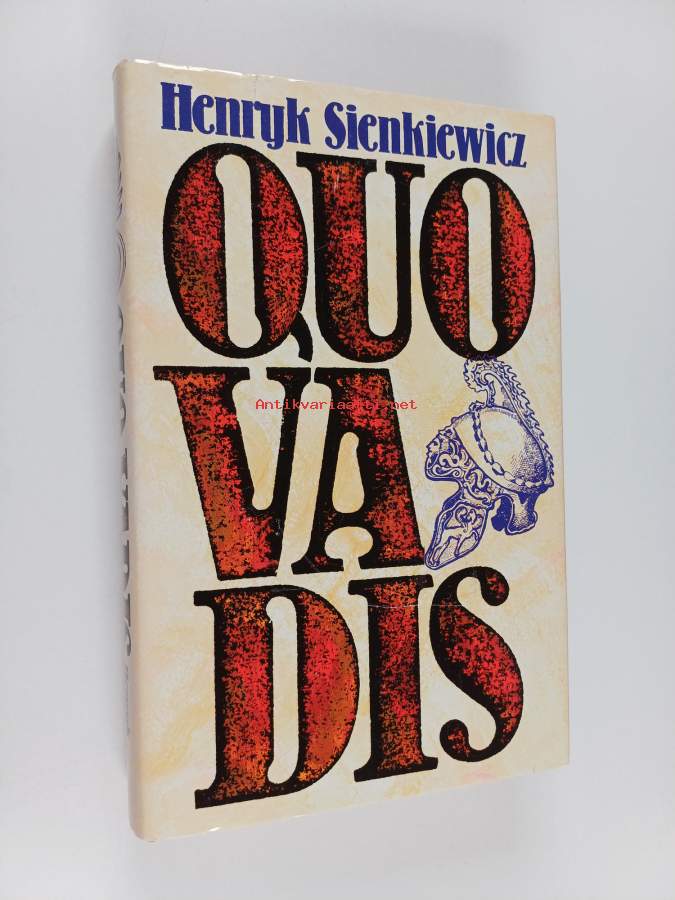 Henryk Sienkiewicz
QUO
VA
DIS
Antikvariaatti.net